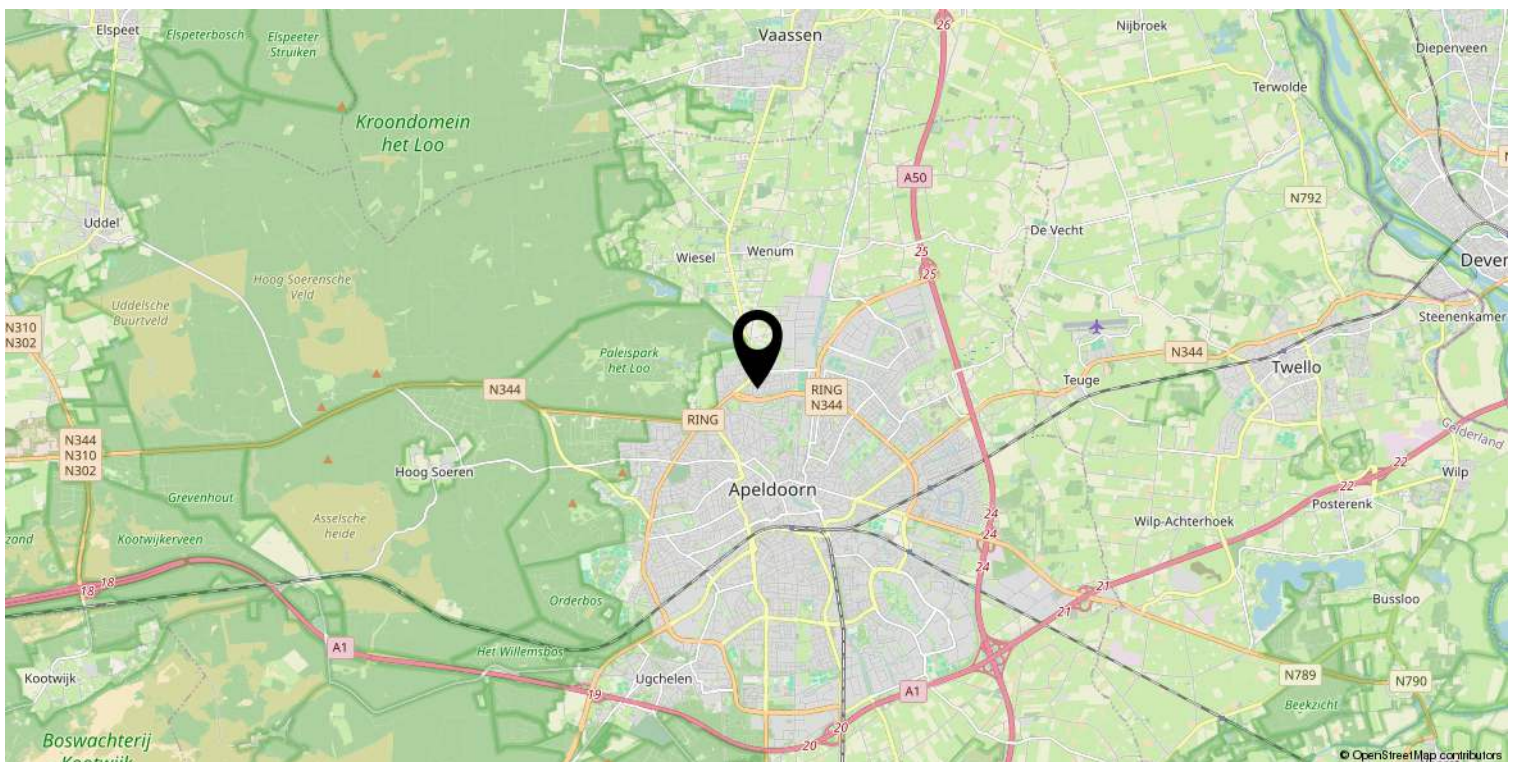 Elspeet
Elspeterbosch
Elspeeter
Struiken
Vaassen
26
Nijbroek
Diepenveen
Terwolde
Kroondomein
het Loo
A50
N792
Uddel
De Vecht
Wiesel
Wenum
25
25
Deven
Hoog Soerensche
Veld
Uddelsche
Buurtveld
N310
N302
Steenenkamer
Paleispark
het Loo
N344
Teuge
Twello
N344
RING
N344
RING
N344
N310
N302
Hoog Soeren
Gelderland
22
22
Wilp
Grevenhout
Apeldoorn
Posterenk
Asselsche
heide
24
24
24
Wilp-Achterhoek
zand
Kootwijkerveen
18
18
21
21
Orderbos
Bussloo
A1
Het Willemsbos
Kootwijk
Ugchelen
19
A1
N789
N790
Beekzicht
20
20
Boswachterij
Kootwijk
© OpenStreetMap contributors